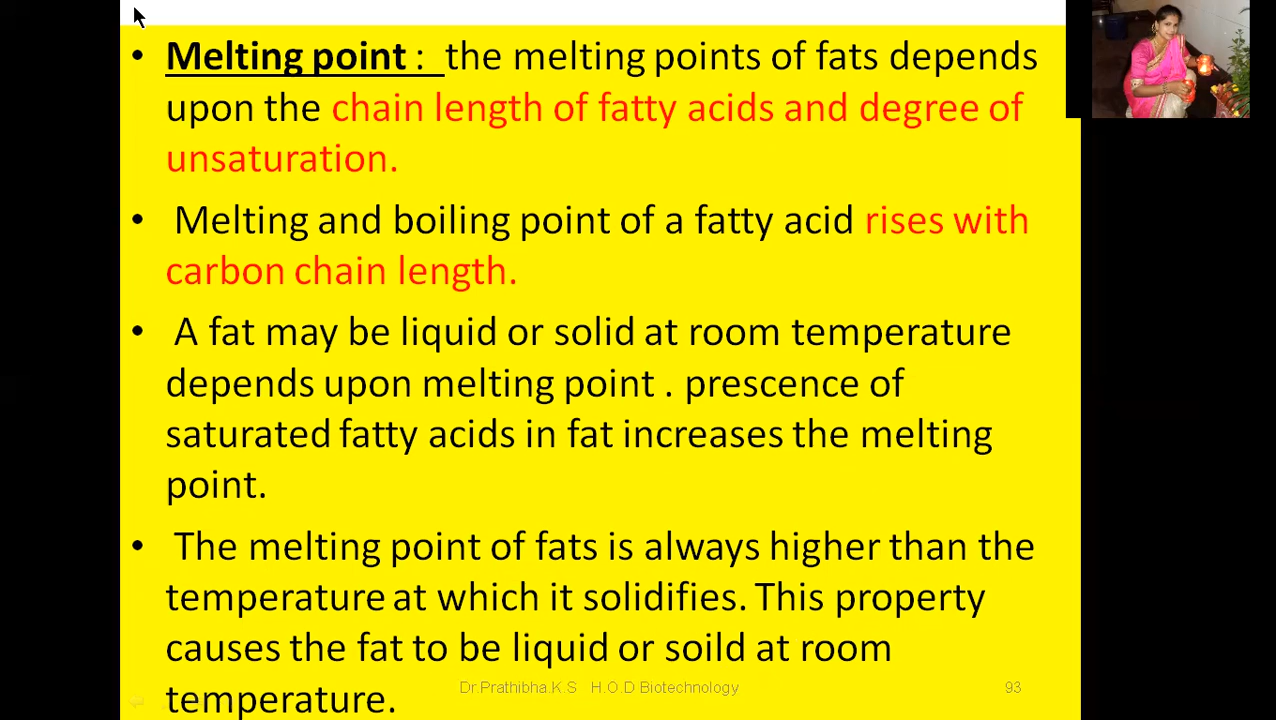 • Melting point : the melting points of fats depends
upon the chain length of fatty acids and degree of
unsaturation.
• Melting and boiling point of a fatty acid rises with
carbon chain length.
• A fat may be liquid or solid at room temperature
depends upon melting point . prescence of
saturated fatty acids in fat increases the melting
point.
• The melting point of fats is always higher than the
temperature at which it solidifies. This property
causes the fat to be liquid or soild at room
temperature.
Dr.Prathibha.K.S H.O.D Biotechnology 93